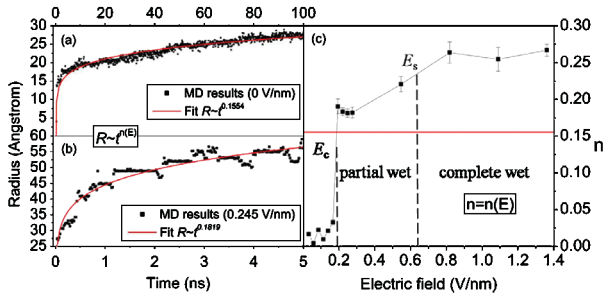 0 20 40 60 80 100
(a)
40
35
30
25
20
15
10
5
0
MD results (0 V/nm)
Fit R~t^0.1554
R~t^n(E)
(b)
60
55
50
45
40
35
30
25
MD results (0.245 V/nm)
Fit R~t^0.1819
0 1 2 3 4 5
Time (ns)
Radius (Angstrom)
(c)
E_s
E_c
partial wet
complete wet
n=n(E)
0.30
0.25
0.20
0.15
0.10
0.05
0.00
n
0.2 0.4 0.6 0.8 1.0 1.2 1.4
Electric field (V/nm)